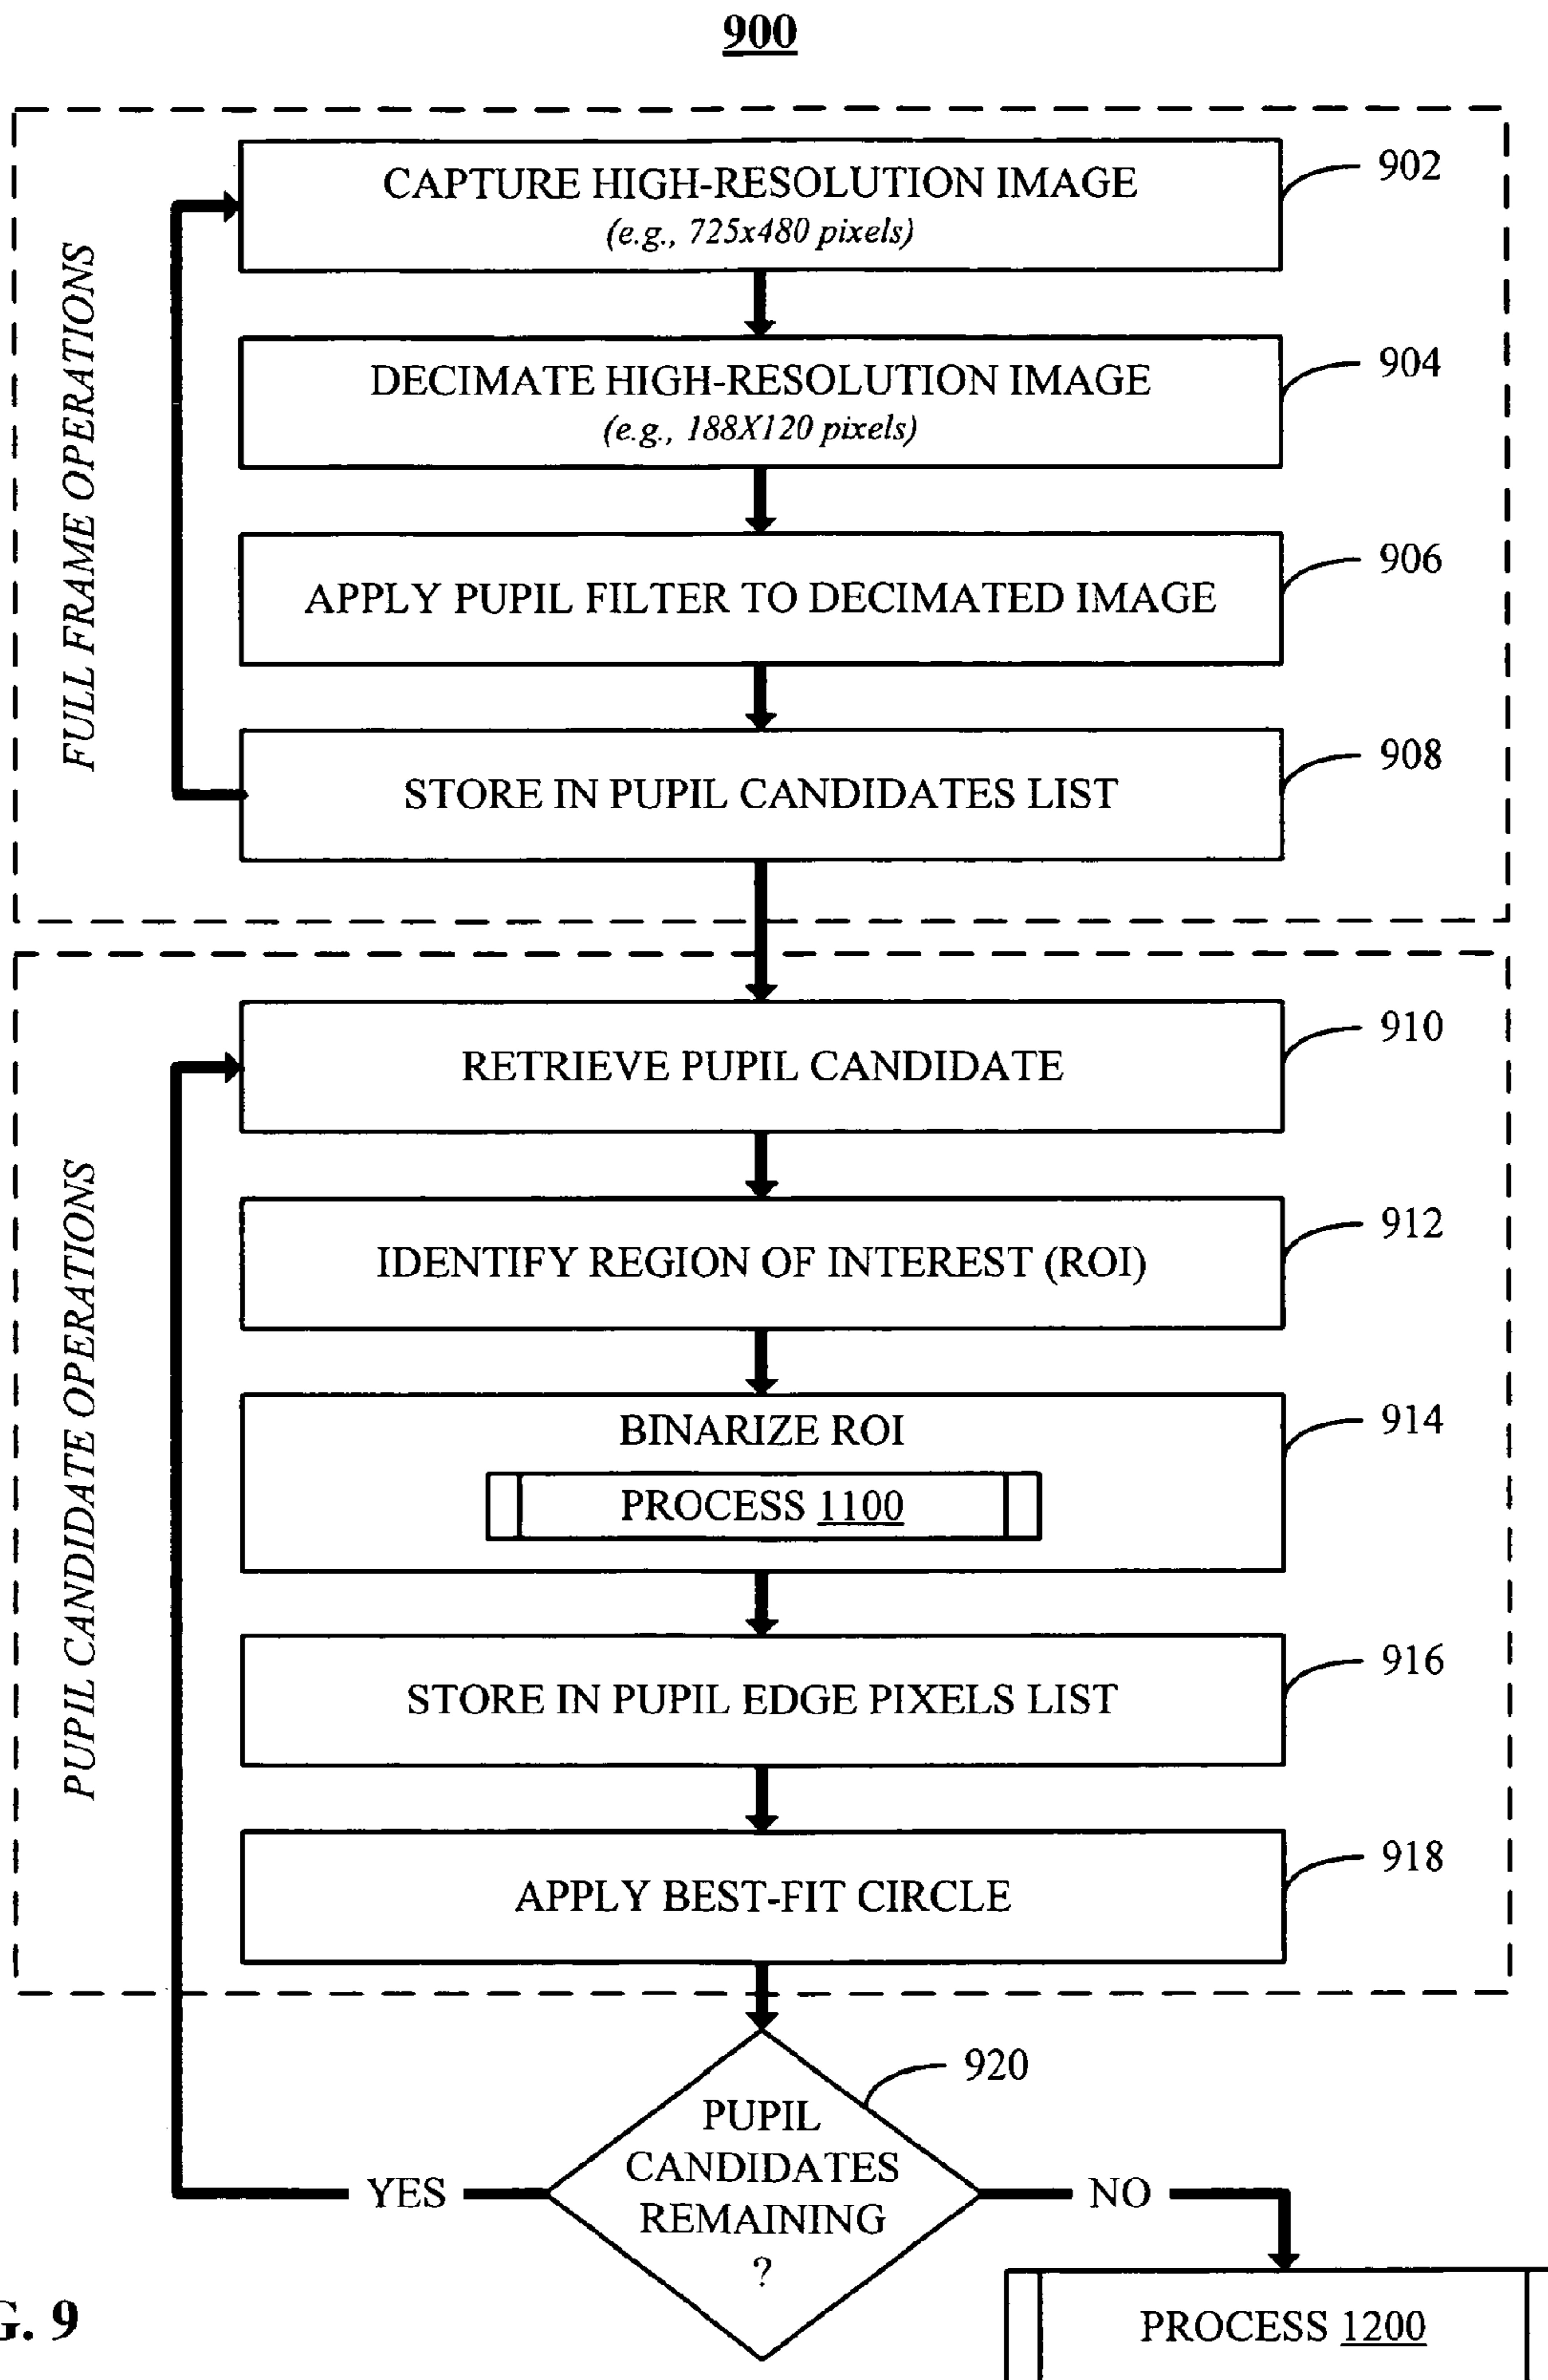 900
FULL FRAME OPERATIONS
CAPTURE HIGH-RESOLUTION IMAGE
(e.g., 725x480 pixels)
902
DECIMATE HIGH-RESOLUTION IMAGE
(e.g., 188X120 pixels)
904
APPLY PUPIL FILTER TO DECIMATED IMAGE
906
STORE IN PUPIL CANDIDATES LIST
908
PUPIL CANDIDATE OPERATIONS
RETRIEVE PUPIL CANDIDATE
910
IDENTIFY REGION OF INTEREST (ROI)
912
BINARIZE ROI
PROCESS 1100
914
STORE IN PUPIL EDGE PIXELS LIST
916
APPLY BEST-FIT CIRCLE
918
PUPIL
CANDIDATES
REMAINING
?
920
YES
NO
PROCESS 1200
G. 9